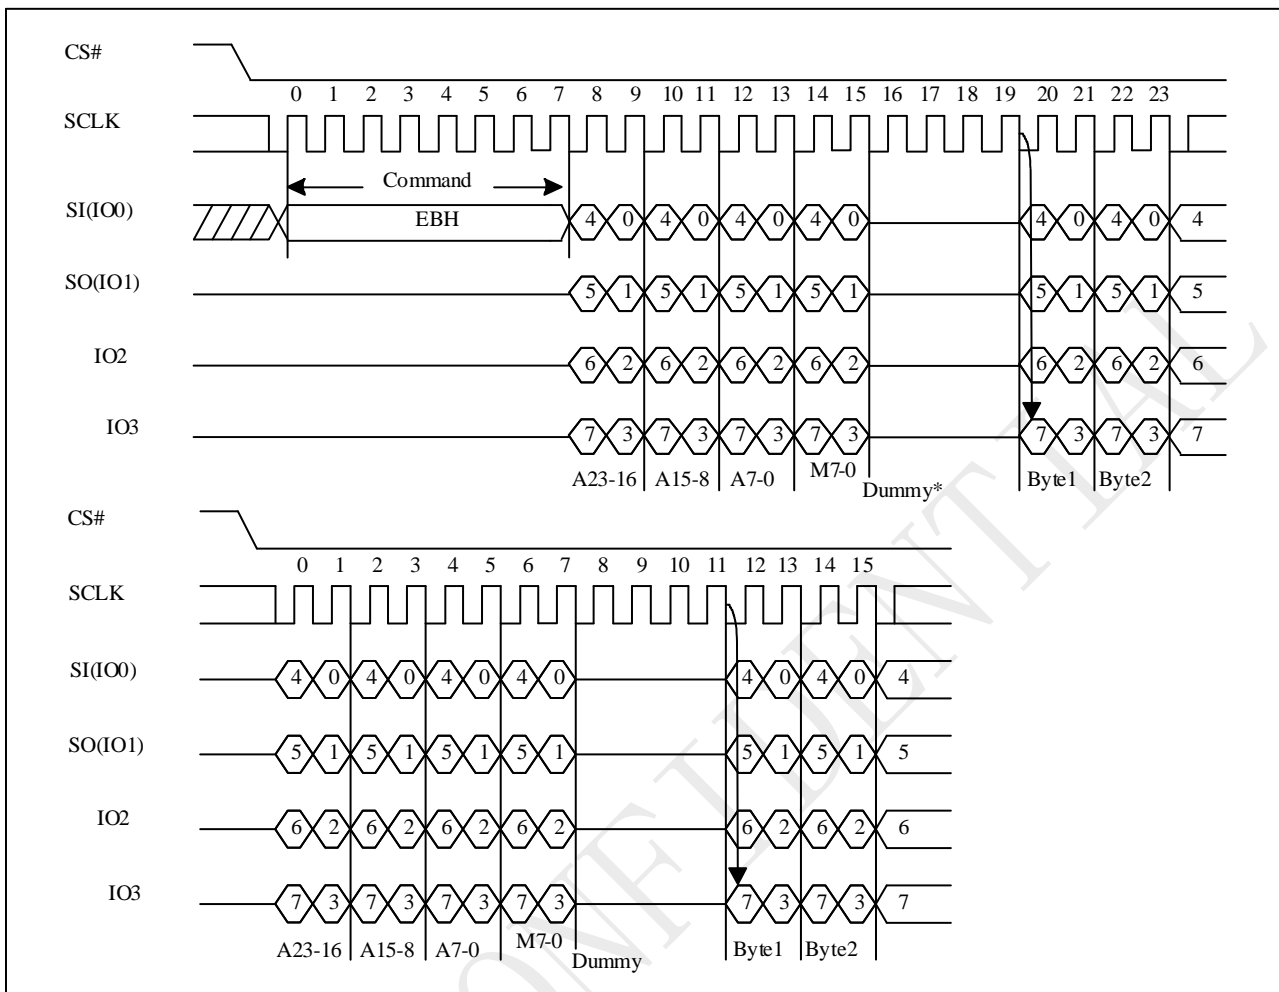 CS#
0 1 2 3 4 5 6 7 8 9 10 11 12 13 14 15 16 17 18 19 20 21 22 23
SCLK
Command
SI(IO0) EBH 4 0 4 0 4 0 4 0 4 0 4 0 4
SO(IO1) 5 1 5 1 5 1 5 1 5 1 5 1 5
IO2 6 2 6 2 6 2 6 2 6 2 6 2 6
IO3 7 3 7 3 7 3 7 3 7 3 7 3 7
A23-16 A15-8 A7-0 M7-0 Dummy* Byte1 Byte2
CS#
0 1 2 3 4 5 6 7 8 9 10 11 12 13 14 15
SCLK
SI(IO0) 4 0 4 0 4 0 4 0 4 0 4 0 4
SO(IO1) 5 1 5 1 5 1 5 1 5 1 5 1 5
IO2 6 2 6 2 6 2 6 2 6 2 6 2 6
IO3 7 3 7 3 7 3 7 3 7 3 7 3 7
A23-16 A15-8 A7-0 M7-0 Dummy Byte1 Byte2